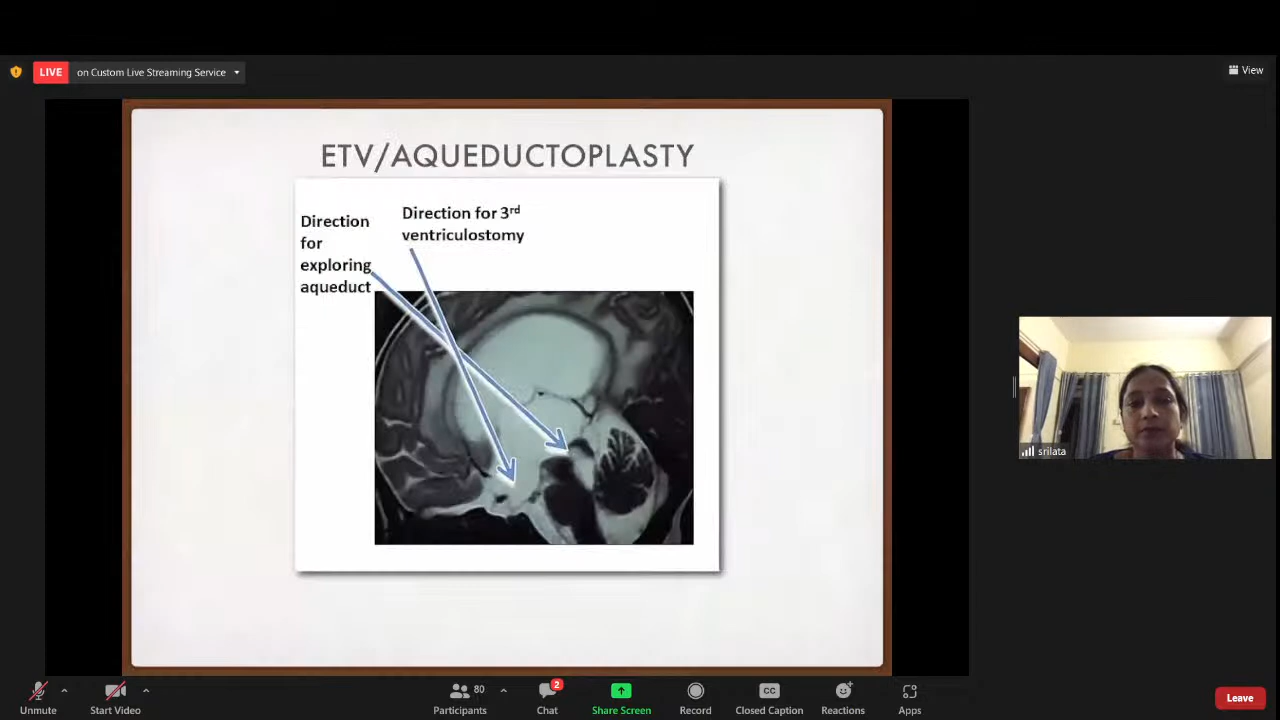 LIVE on Custom Live Streaming Service
View
ETV/AQUEDUCTOPLASTY
Direction
for
exploring
aqueduct
Direction for 3rd
ventriculostomy
srilata
Unmute
Start Video
80
Participants
2
Chat
Share Screen
Record
CC
Closed Caption
Reactions
Apps
Leave